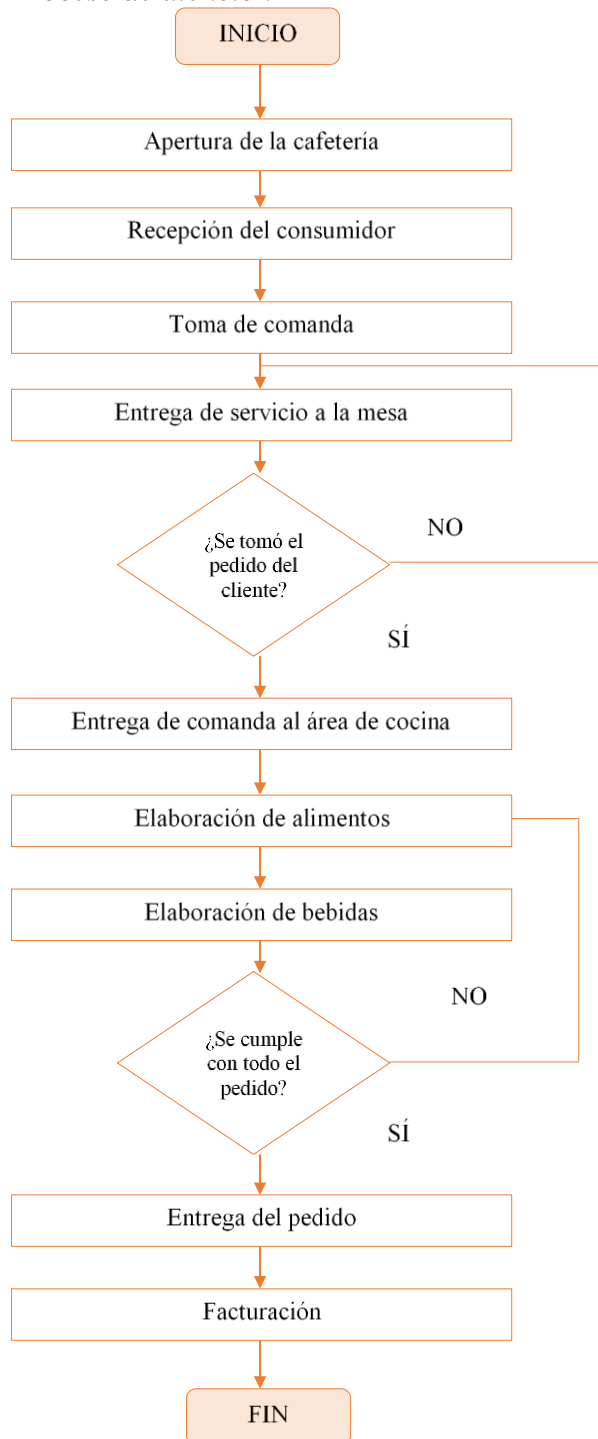 INICIO
Apertura de la cafetería
Recepción del consumidor
Toma de comanda
Entrega de servicio a la mesa
¿Se tomó el
pedido del
cliente?
NO
SÍ
Entrega de comanda al área de cocina
Elaboración de alimentos
Elaboración de bebidas
NO
¿Se cumple
con todo el
pedido?
SÍ
Entrega del pedido
Facturación
FIN